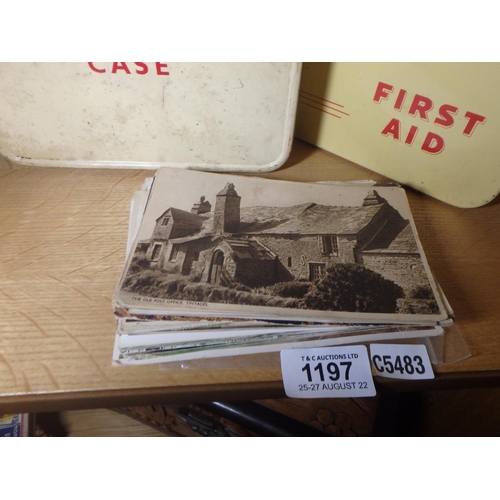 CASE
FIRST
AID
THE OLD POST OFFICE, TINTAGEL
T & C AUCTIONS LTD
1197
25-27 AUGUST 22
C5483